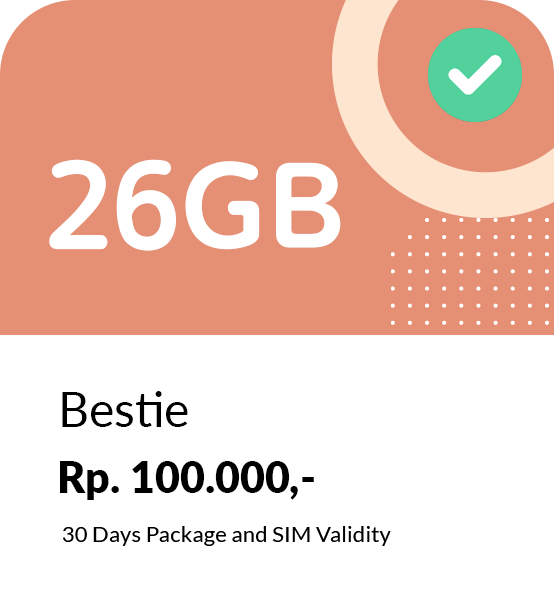 26GB
Bestie
Rp. 100.000,-
30 Days Package and SIM Validity